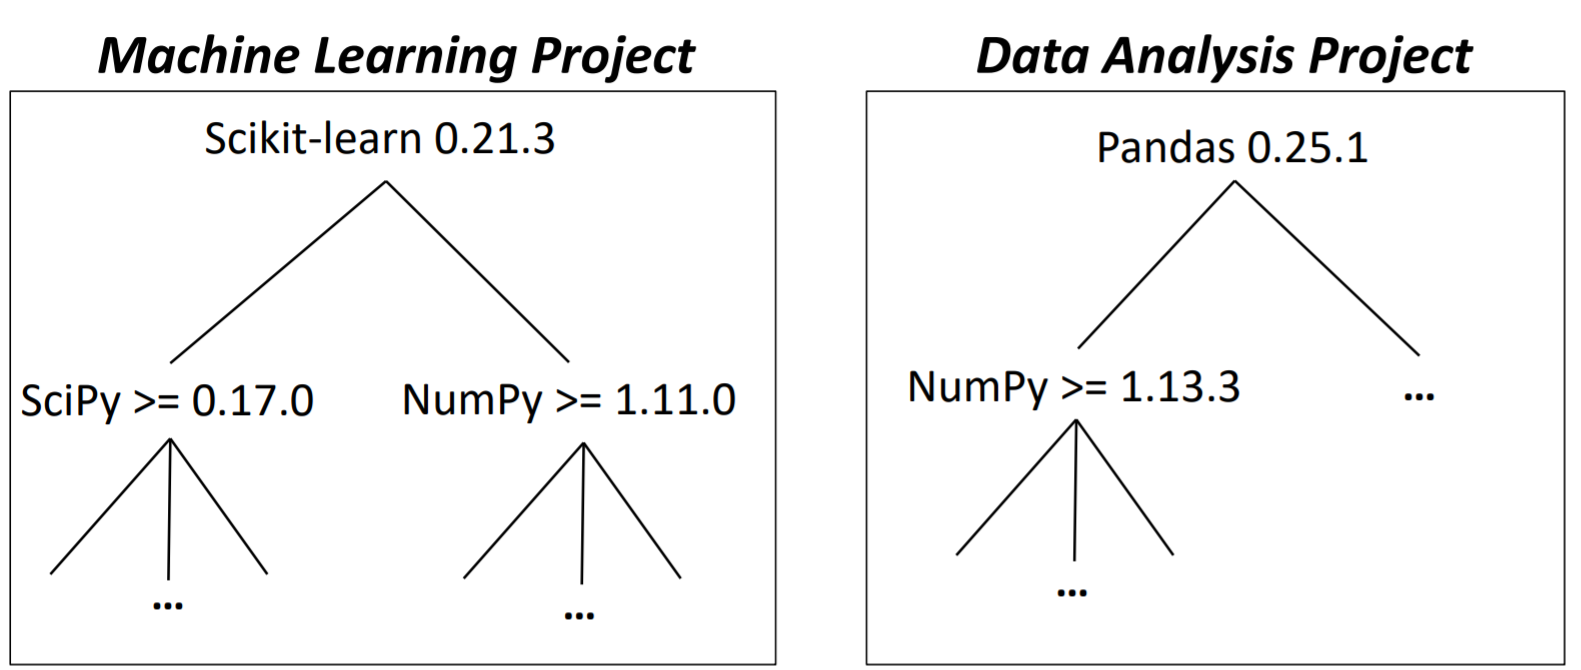 Machine Learning Project
Scikit-learn 0.21.3
SciPy >= 0.17.0
NumPy >= 1.11.0
...
...
Data Analysis Project
Pandas 0.25.1
NumPy >= 1.13.3
...
...